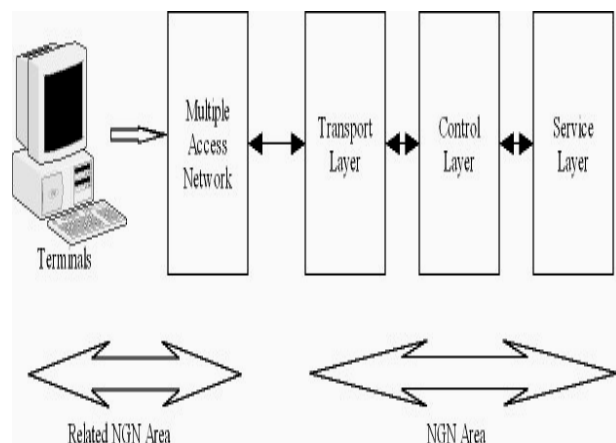 Terminals
Multiple
Access
Network
Transport
Layer
Control
Layer
Service
Layer
Related NGN Area
NGN Area